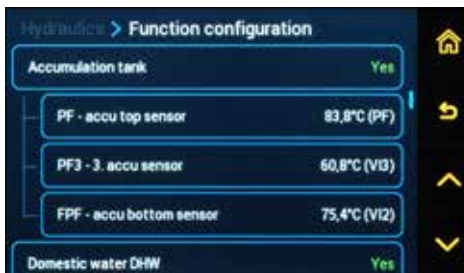 Hydraulics > Function configuration
Accumulation tank Yes
PF - accu top sensor 83,8°C (PF)
PF3 - 3. accu sensor 60,8°C (VI3)
FPF - accu bottom sensor 75,4°C (VI2)
Domestic water DHW Yes